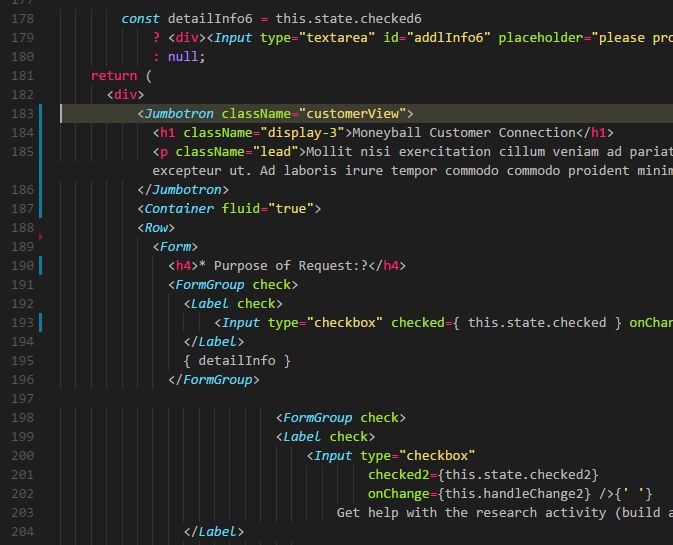 177
178 const detailInfo6 = this.state.checked6
179 ? <div><Input type="textarea" id="addlInfo6" placeholder="please pro
180 : null;
181 return (
182 <div>
183 <Jumbotron className="customerView">
184 <h1 className="display-3">Moneyball Customer Connection</h1>
185 <p className="lead">Mollit nisi exercitation cillum veniam ad pariat
excepteur ut. Ad laboris irure tempor commodo commodo proident minim
186 </Jumbotron>
187 <Container fluid="true">
188 <Row>
189 <Form>
190 <h4>* Purpose of Request:?</h4>
191 <FormGroup check>
192 <Label check>
193 <Input type="checkbox" checked={ this.state.checked } onChan
194 </Label>
195 { detailInfo }
196 </FormGroup>
197
198 <FormGroup check>
199 <Label check>
200 <Input type="checkbox"
201 checked2={this.state.checked2}
202 onChange={this.handleChange2} />{' '}
203 Get help with the research activity (build a
204 </Label>